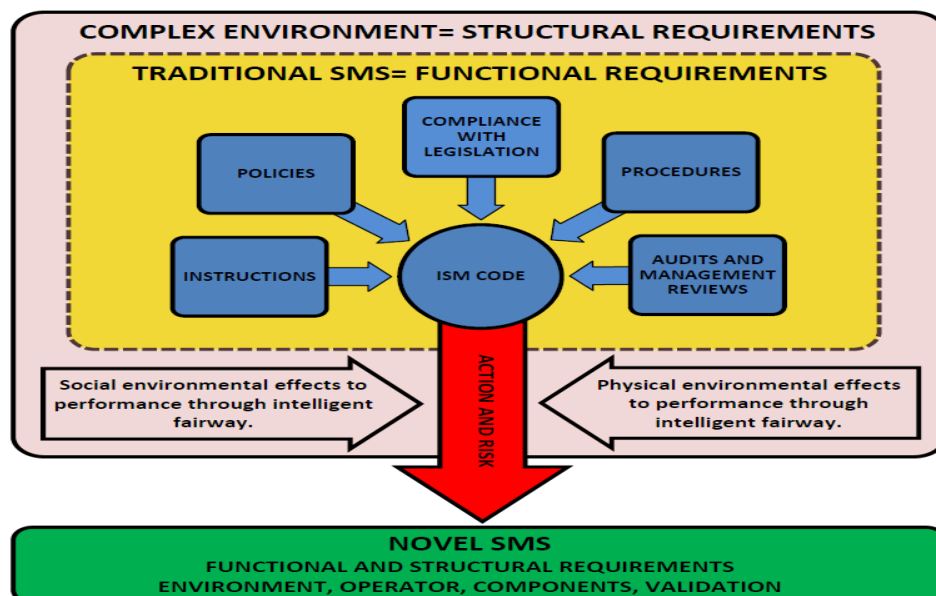 COMPLEX ENVIRONMENT= STRUCTURAL REQUIREMENTS
TRADITIONAL SMS= FUNCTIONAL REQUIREMENTS
COMPLIANCE
WITH
LEGISLATION
POLICIES
PROCEDURES
INSTRUCTIONS
ISM CODE
AUDITS AND
MANAGEMENT
REVIEWS
Social environmental effects to
performance through intelligent
fairway.
ACTION AND RISK
Physical environmental effects
to performance through
intelligent fairway.
NOVEL SMS
FUNCTIONAL AND STRUCTURAL REQUIREMENTS
ENVIRONMENT, OPERATOR, COMPONENTS, VALIDATION